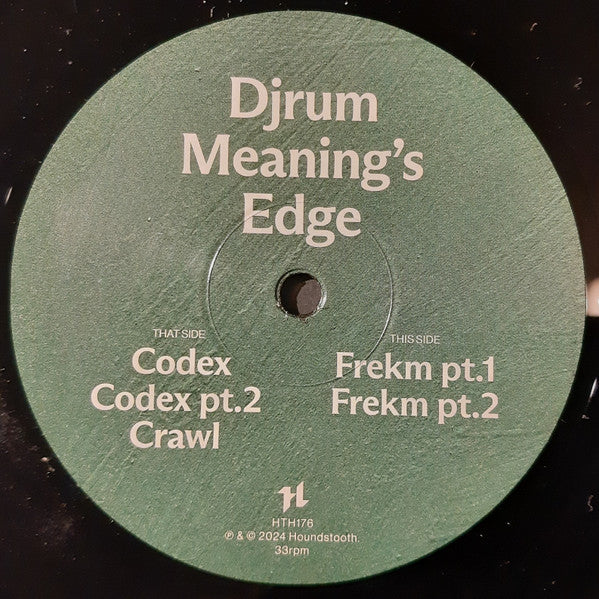 Djrum
Meaning's
Edge
THAT SIDE
Codex
Codex pt.2
Crawl
THIS SIDE
Frekm pt.1
Frekm pt.2
H
HTH176
℗ & © 2024 Houndstooth.
33rpm